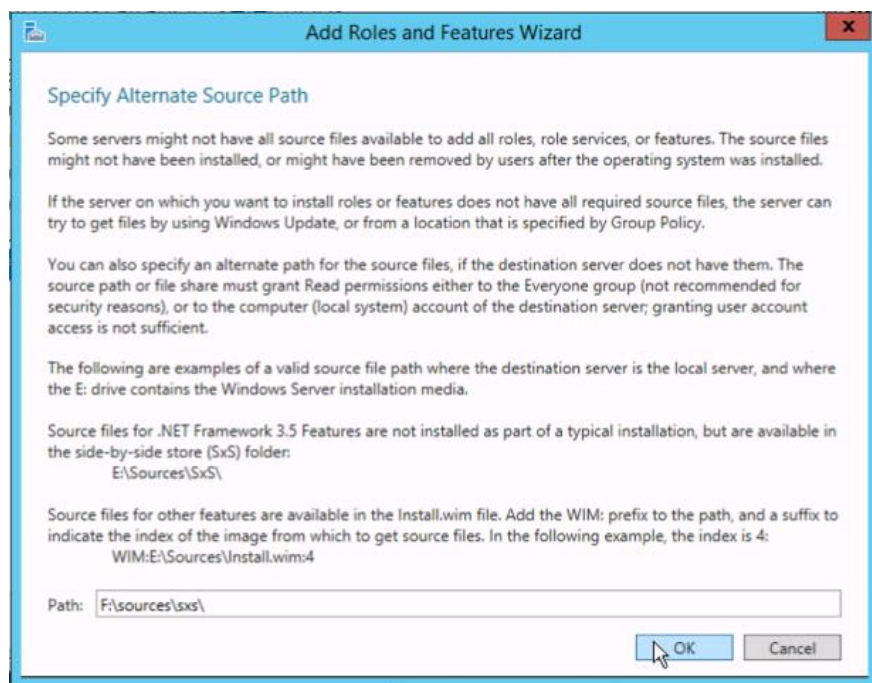 Add Roles and Features Wizard
x
Specify Alternate Source Path
Some servers might not have all source files available to add all roles, role services, or features. The source files
might not have been installed, or might have been removed by users after the operating system was installed.
If the server on which you want to install roles or features does not have all required source files, the server can
try to get files by using Windows Update, or from a location that is specified by Group Policy.
You can also specify an alternate path for the source files, if the destination server does not have them. The
source path or file share must grant Read permissions either to the Everyone group (not recommended for
security reasons), or to the computer (local system) account of the destination server; granting user account
access is not sufficient.
The following are examples of a valid source file path where the destination server is the local server, and where
the E: drive contains the Windows Server installation media.
Source files for .NET Framework 3.5 Features are not installed as part of a typical installation, but are available in
the side-by-side store (SxS) folder:
E:\Sources\SxS\
Source files for other features are available in the Install.wim file. Add the WIM: prefix to the path, and a suffix to
indicate the index of the image from which to get source files. In the following example, the index is 4:
WIM:E:\Sources\Install.wim:4
Path: F:\sources\sxs\
OK Cancel